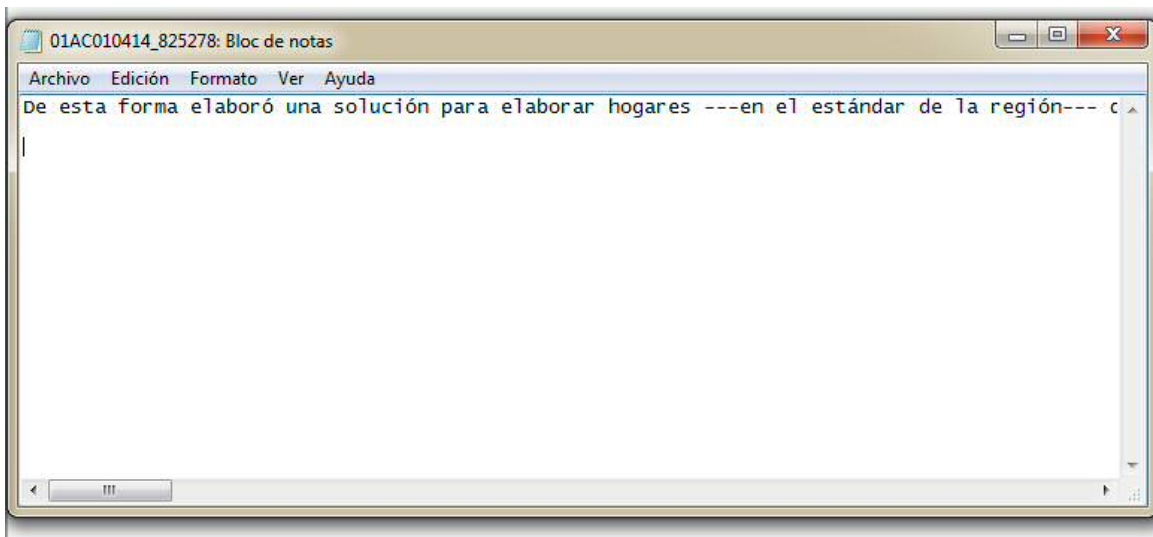 01AC010414_825278: Bloc de notas
Archivo Edición Formato Ver Ayuda
De esta forma elaboró una solución para elaborar hogares ---en el estándar de la región---